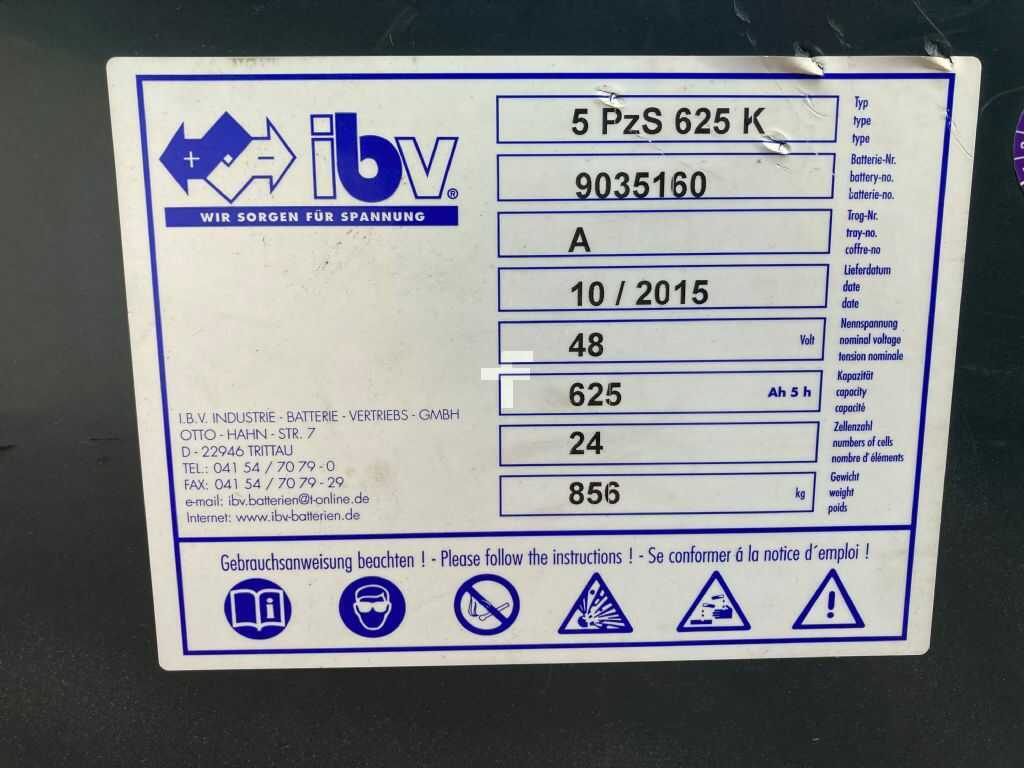 ibv®
WIR SORGEN FÜR SPANNUNG
5 PzS 625 K
Typ
type
type
9035160
Batterie-Nr.
battery-no.
batterie-no.
A
Trog-Nr.
tray-no.
coffre-no
10 / 2015
Lieferdatum
date
date
48 Volt
Nennspannung
nominal voltage
tension nominale
625 Ah 5 h
Kapazität
capacity
capacité
24
Zellenzahl
numbers of cells
nombre d'éléments
856 kg
Gewicht
weight
poids
I.B.V. INDUSTRIE - BATTERIE - VERTRIEBS - GMBH
OTTO - HAHN - STR. 7
D - 22946 TRITTAU
TEL.: 041 54 / 70 79 - 0
FAX: 041 54 / 70 79 - 29
e-mail: ibv.batterien@t-online.de
Internet: www.ibv-batterien.de
Gebrauchsanweisung beachten ! - Please follow the instructions ! - Se conformer á la notice d´emploi !